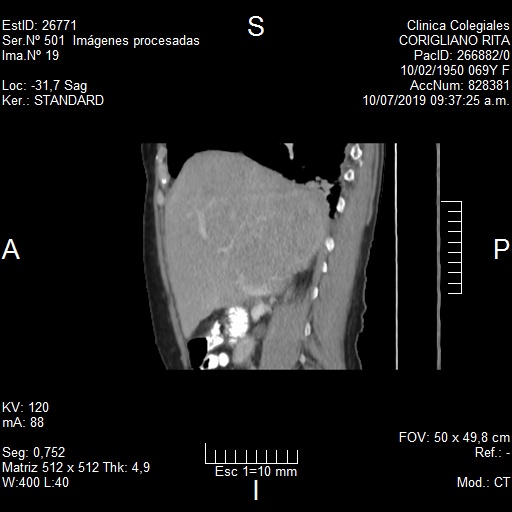 EstID: 26771
Ser.Nº 501 Imágenes procesadas
Ima.Nº 19
Loc: -31,7 Sag
Ker.: STANDARD
S
Clinica Colegiales
CORIGLIANO RITA
PacID: 266882/0
10/02/1950 069Y F
AccNum: 828381
10/07/2019 09:37:25 a.m.
A
P
KV: 120
mA: 88
Seg: 0,752
Matriz 512 x 512 Thk: 4,9
W:400 L:40
Esc 1=10 mm
I
FOV: 50 x 49,8 cm
Ref.: -
Mod.: CT